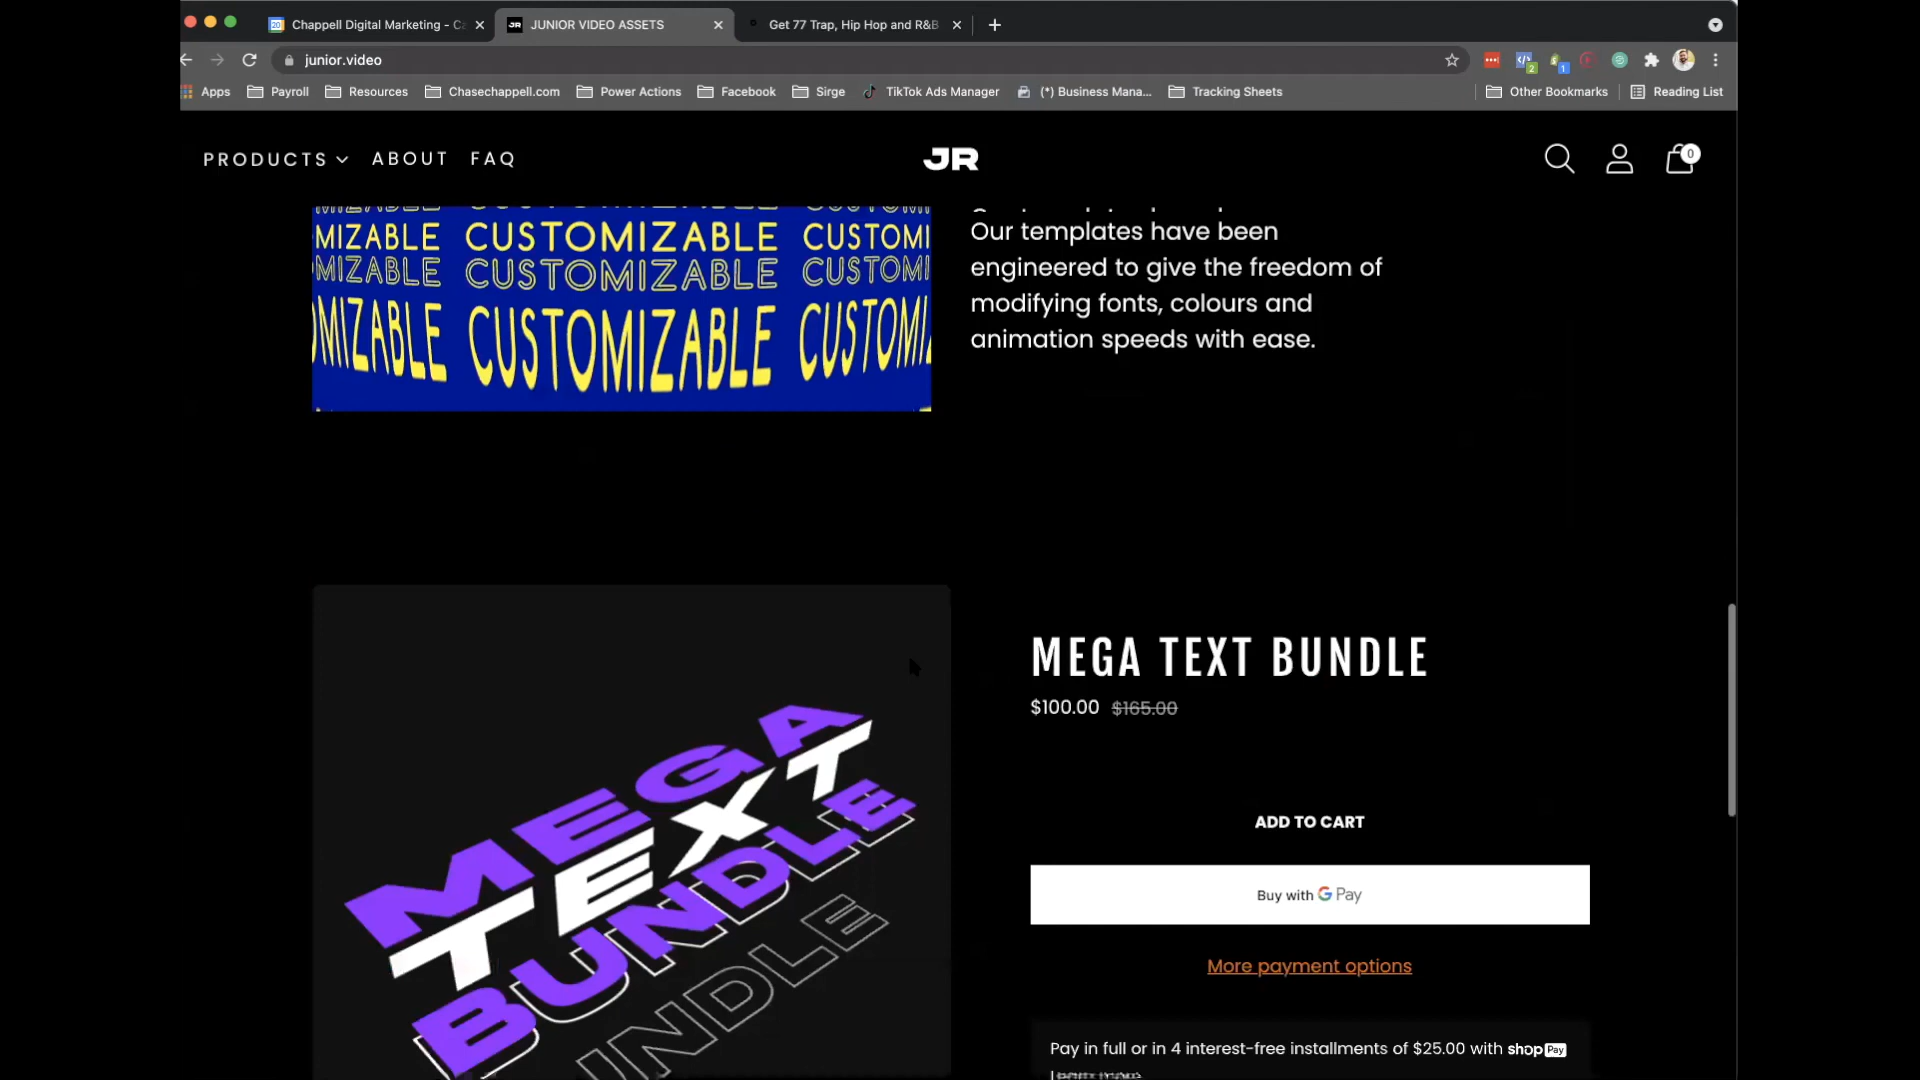 Chappell Digital Marketing - Ca
JUNIOR VIDEO ASSETS
Get 77 Trap, Hip Hop and R&B
junior.video
2
1
Apps
Payroll
Resources
Chasechappell.com
Power Actions
Facebook
Sirge
TikTok Ads Manager
(*) Business Mana...
Tracking Sheets
Other Bookmarks
Reading List
PRODUCTS
ABOUT
FAQ
JR
0
MIZABLE CUSTOMIZABLE CUSTOMI
MIZABLE CUSTOMIZABLE CUSTOMI
OMIZABLE CUSTOMIZABLE CUSTOMI
Our templates have been
engineered to give the freedom of
modifying fonts, colours and
animation speeds with ease.
MEGA
TEXT
BUNDLE
UNDLE
MEGA TEXT BUNDLE
$100.00 $165.00
ADD TO CART
Buy with G Pay
More payment options
Pay in full or in 4 interest-free installments of $25.00 with shop Pay
Learn more